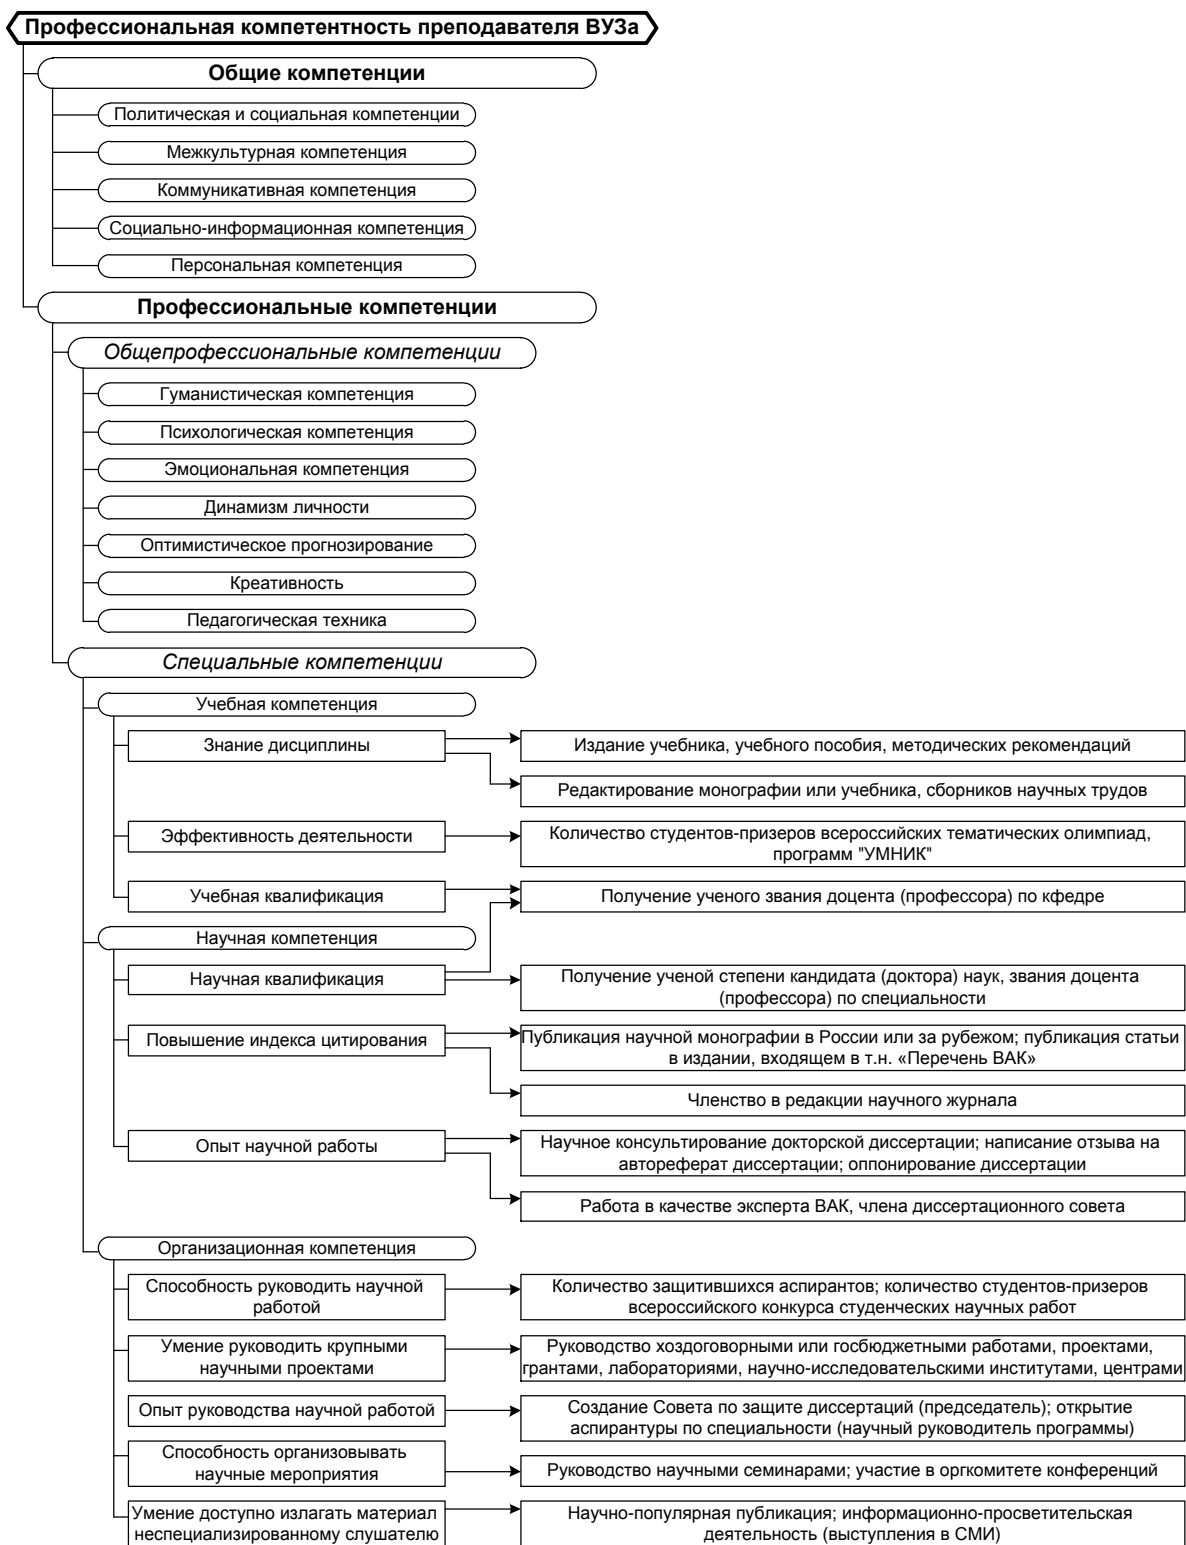 Профессиональная компетентность преподавателя ВУЗа
Общие компетенции
Политическая и социальная компетенции
Межкультурная компетенция
Коммуникативная компетенция
Социально-информационная компетенция
Персональная компетенция
Профессиональные компетенции
Общепрофессиональные компетенции
Гуманистическая компетенция
Психологическая компетенция
Эмоциональная компетенция
Динамизм личности
Оптимистическое прогнозирование
Креативность
Педагогическая техника
Специальные компетенции
Учебная компетенция
Знание дисциплины
Издание учебника, учебного пособия, методических рекомендаций
Редактирование монографии или учебника, сборников научных трудов
Эффективность деятельности
Количество студентов-призеров всероссийских тематических олимпиад,
программ "УМНИК"
Учебная квалификация
Получение ученого звания доцента (профессора) по кфедре
Научная компетенция
Научная квалификация
Получение ученой степени кандидата (доктора) наук, звания доцента
(профессора) по специальности
Повышение индекса цитирования
Публикация научной монографии в России или за рубежом; публикация статьи
в издании, входящем в т.н. «Перечень ВАК»
Членство в редакции научного журнала
Опыт научной работы
Научное консультирование докторской диссертации; написание отзыва на
автореферат диссертации; оппонирование диссертации
Работа в качестве эксперта ВАК, члена диссертационного совета
Организационная компетенция
Способность руководить научной
работой
Количество защитившихся аспирантов; количество студентов-призеров
всероссийского конкурса студенческих научных работ
Умение руководить крупными
научными проектами
Руководство хоздоговорными или госбюджетными работами, проектами,
грантами, лабораториями, научно-исследовательскими институтами, центрами
Опыт руководства научной работой
Создание Совета по защите диссертаций (председатель); открытие
аспирантуры по специальности (научный руководитель программы)
Способность организовывать
научные мероприятия
Руководство научными семинарами; участие в оргкомитете конференций
Умение доступно излагать материал
неспециализированному слушателю
Научно-популярная публикация; информационно-просветительская
деятельность (выступления в СМИ)